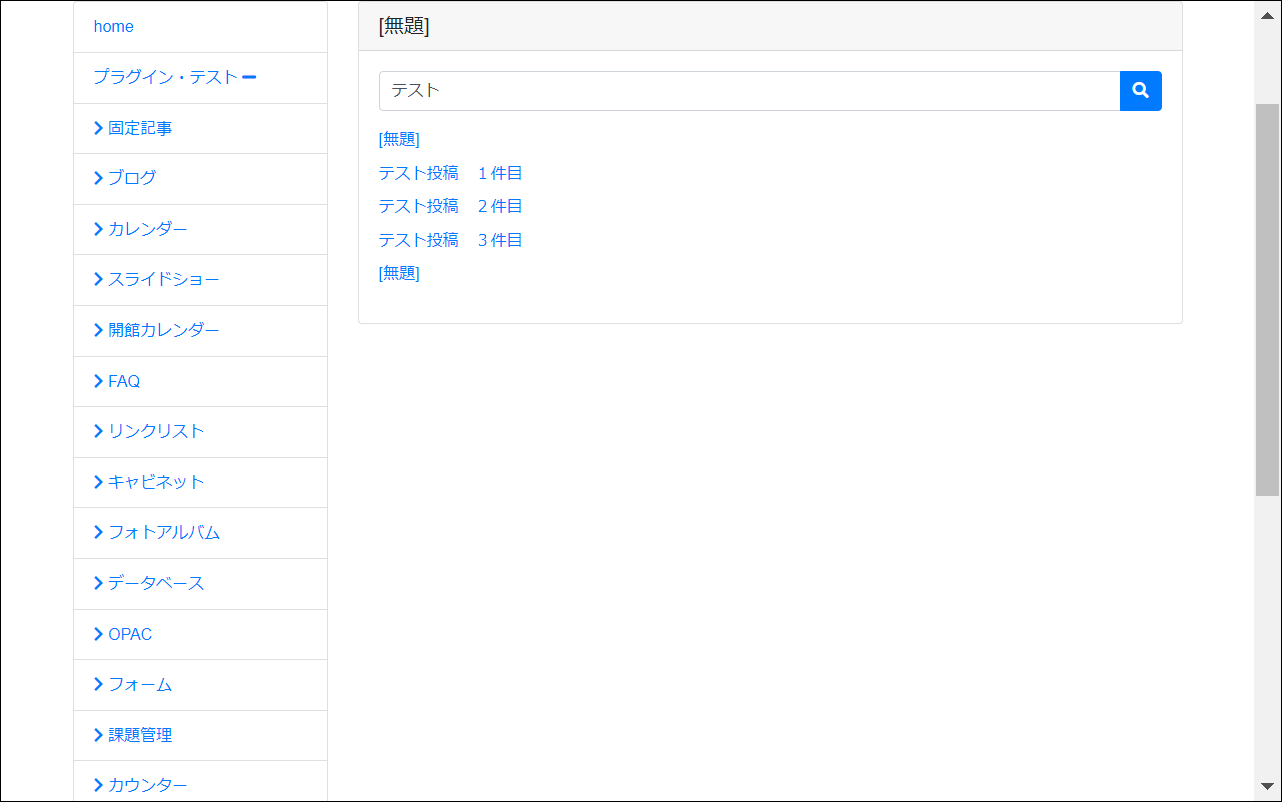 home
プラグイン・テスト
固定記事
ブログ
カレンダー
スライドショー
開館カレンダー
FAQ
リンクリスト
キャビネット
フォトアルバム
データベース
OPAC
フォーム
課題管理
カウンター
[無題]
テスト
[無題]
テスト投稿　１件目
テスト投稿　２件目
テスト投稿　３件目
[無題]